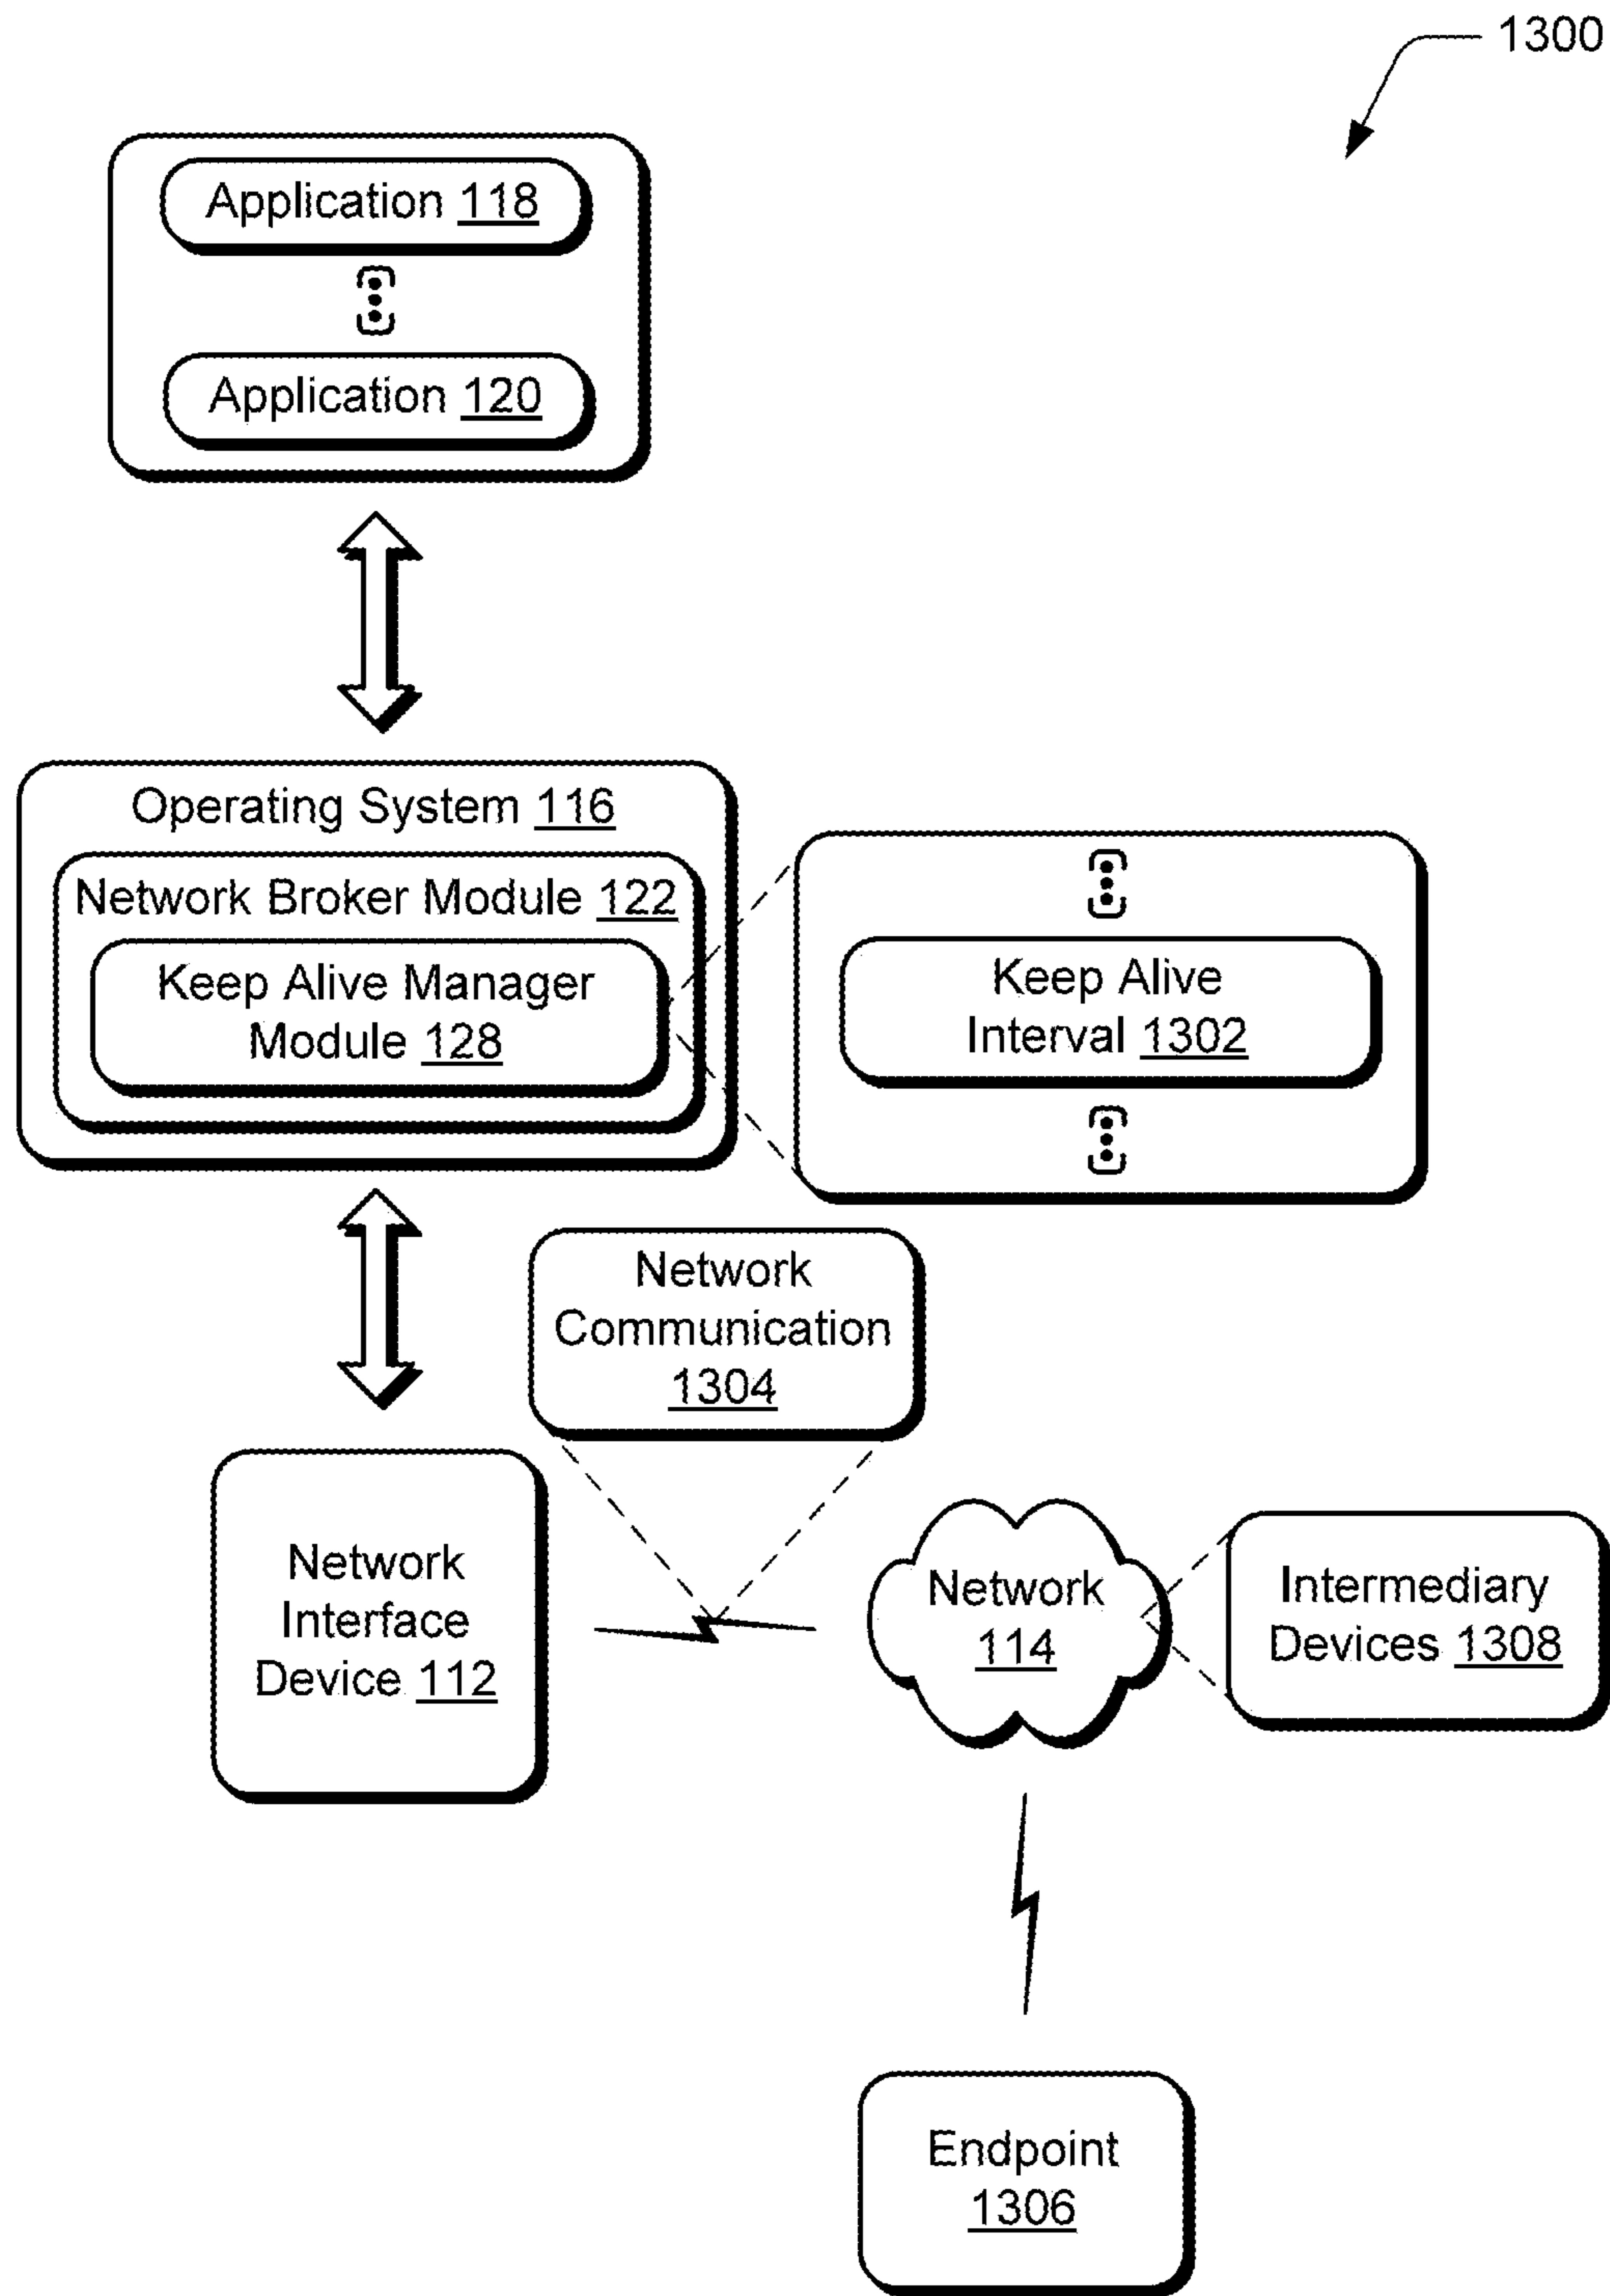 1300
Application 118
Application 120
Operating System 116
Network Broker Module 122
Keep Alive Manager
Module 128
Keep Alive
Interval 1302
Network
Communication
1304
Network
Interface
Device 112
Network
114
Intermediary
Devices 1308
Endpoint
1306